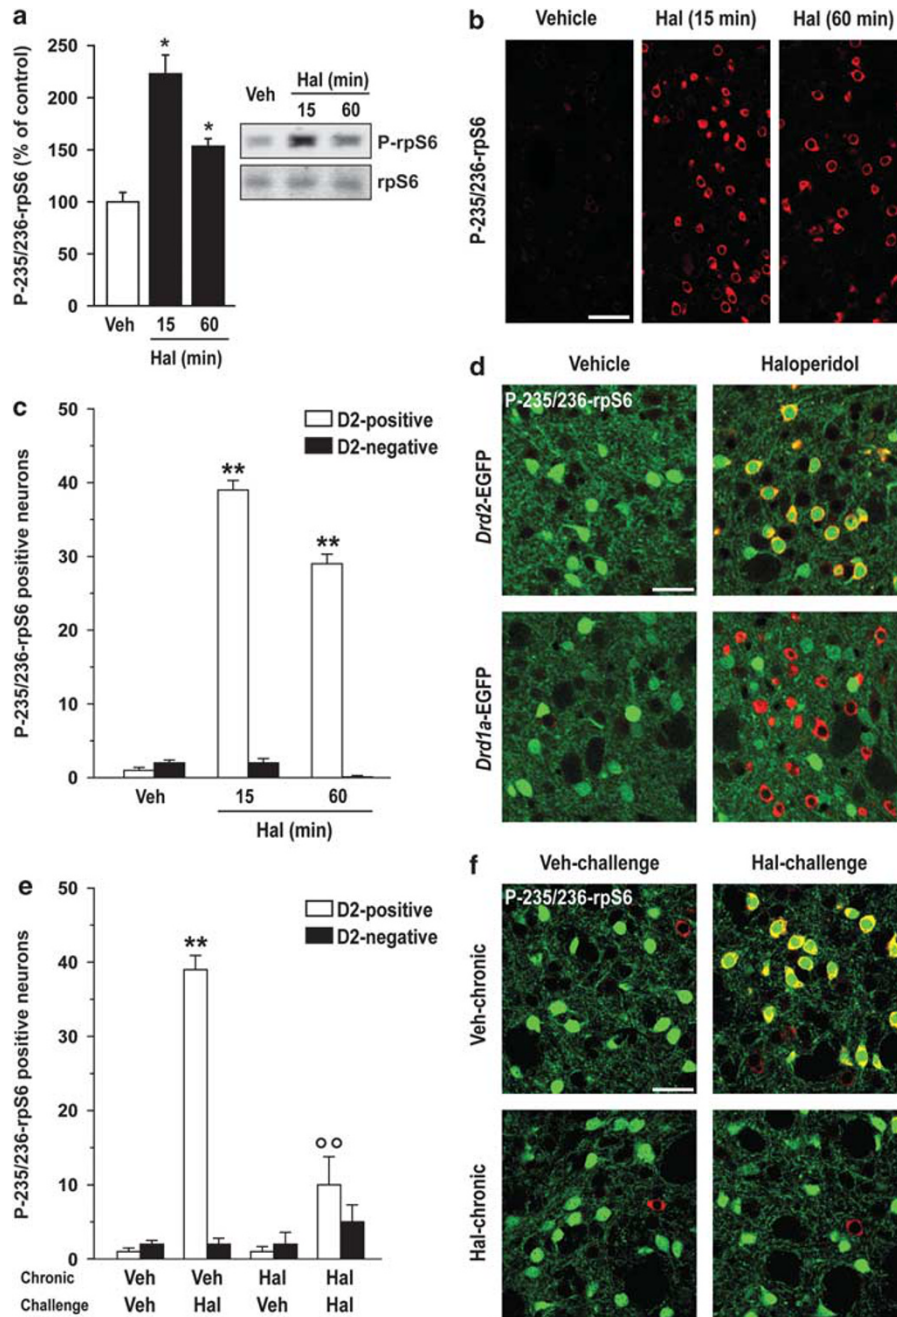 a
P-235/236-rpS6 (% of control)
250
200
150
100
50
0
*
*
Veh
15
60
Hal (min)
Veh
Hal (min)
15
60
P-rpS6
rpS6
b
Vehicle
Hal (15 min)
Hal (60 min)
P-235/236-rpS6
c
P-235/236-rpS6 positive neurons
50
40
30
20
10
0
D2-positive
D2-negative
**
**
Veh
15
60
Hal (min)
d
Vehicle
Haloperidol
P-235/236-rpS6
Drd2-EGFP
Drd1a-EGFP
e
P-235/236-rpS6 positive neurons
50
40
30
20
10
0
D2-positive
D2-negative
**
°°
Chronic Veh Veh Hal Hal
Challenge Veh Hal Veh Hal
f
Veh-challenge
Hal-challenge
P-235/236-rpS6
Veh-chronic
Hal-chronic